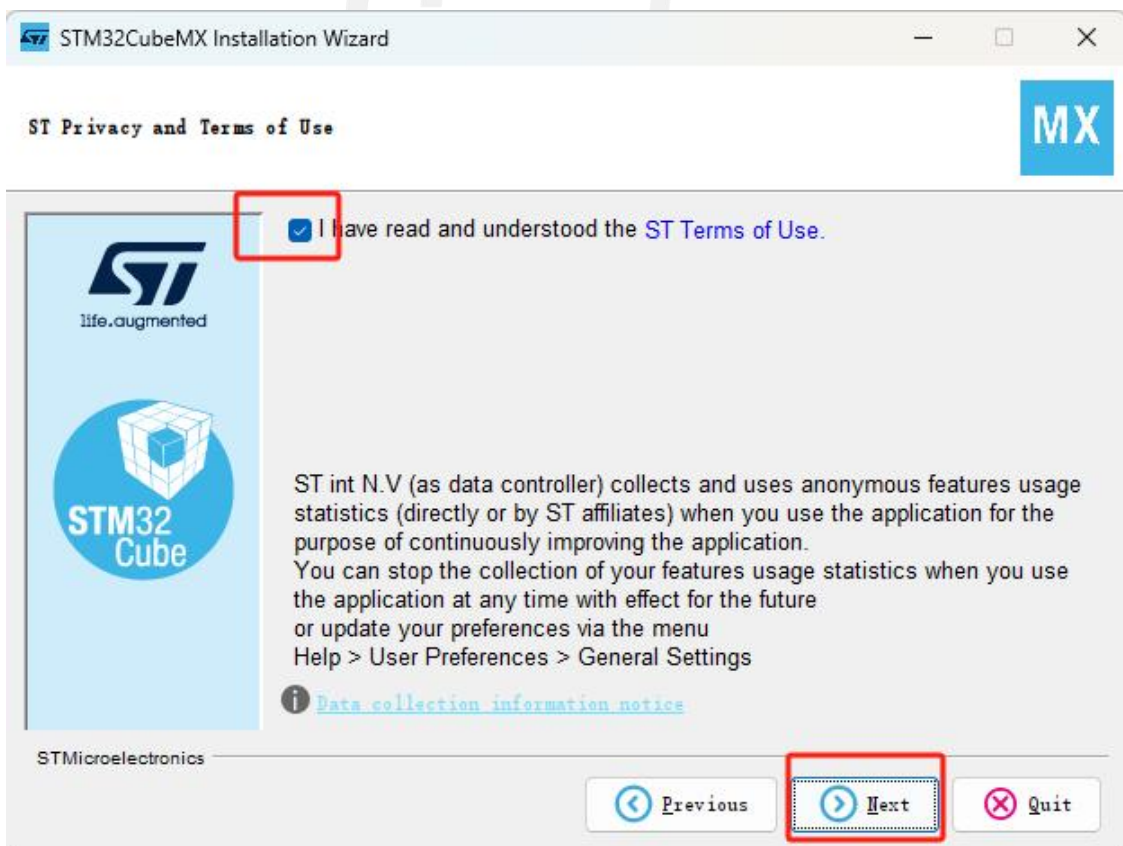 STM32CubeMX Installation Wizard
ST Privacy and Terms of Use
MX
I have read and understood the ST Terms of Use.
life.augmented
STM32
Cube
ST int N.V (as data controller) collects and uses anonymous features usage
statistics (directly or by ST affiliates) when you use the application for the
purpose of continuously improving the application.
You can stop the collection of your features usage statistics when you use
the application at any time with effect for the future
or update your preferences via the menu
Help > User Preferences > General Settings
Data collection information notice
STMicroelectronics
Previous
Next
Quit